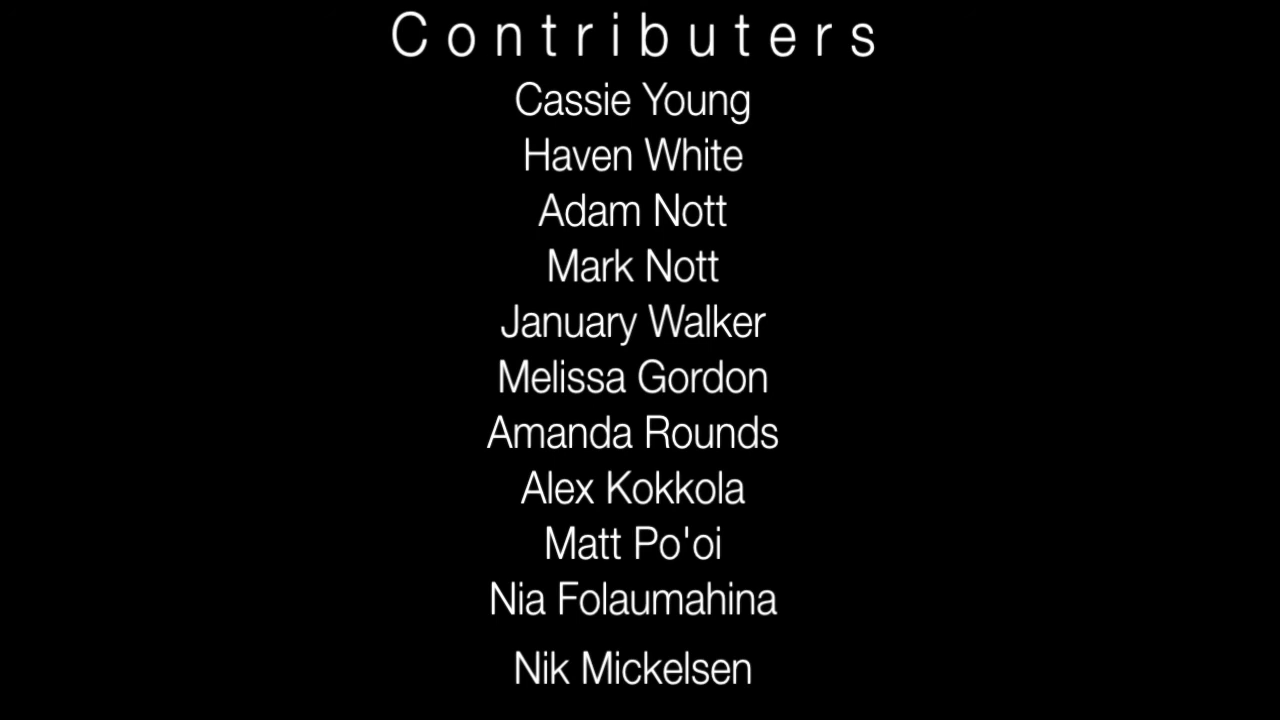 Contributers
Cassie Young
Haven White
Adam Nott
Mark Nott
January Walker
Melissa Gordon
Amanda Rounds
Alex Kokkola
Matt Po'oi
Nia Folaumahina
Nik Mickelsen